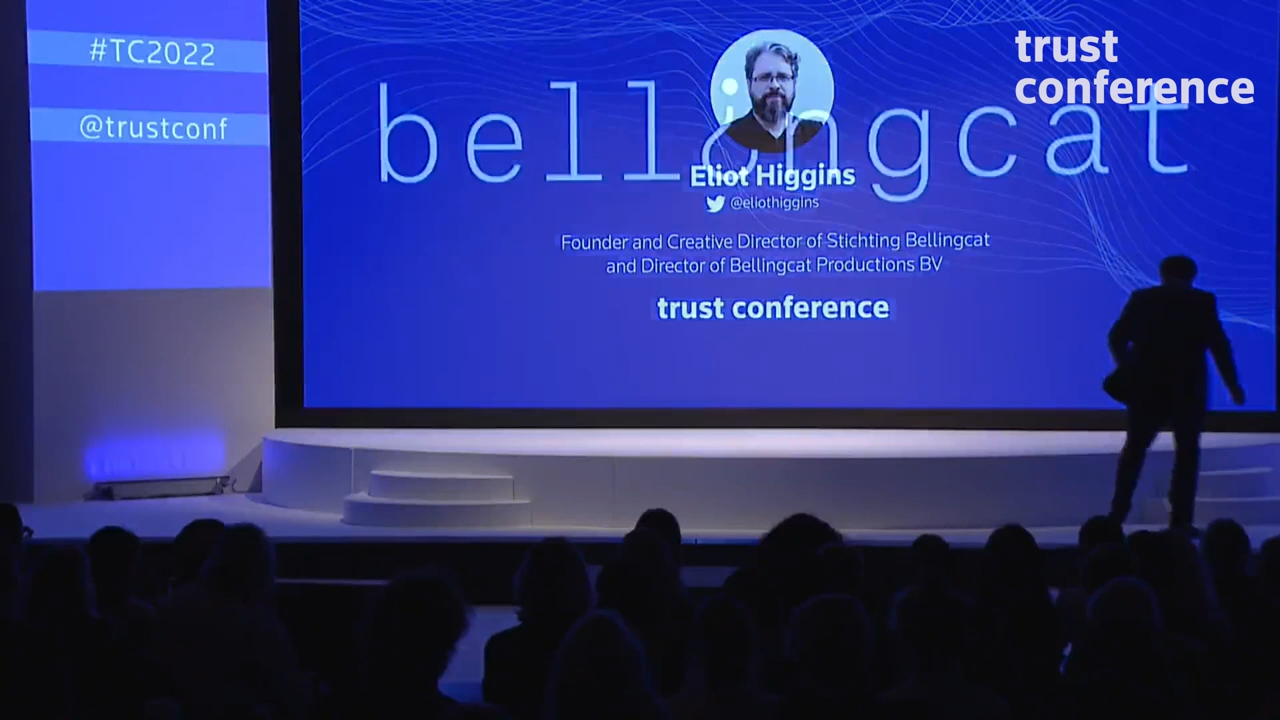 #TC2022
@trustconf
trust
conference
bellingcat
Eliot Higgins
@eliothiggins
Founder and Creative Director of Stichting Bellingcat
and Director of Bellingcat Productions BV
trust conference